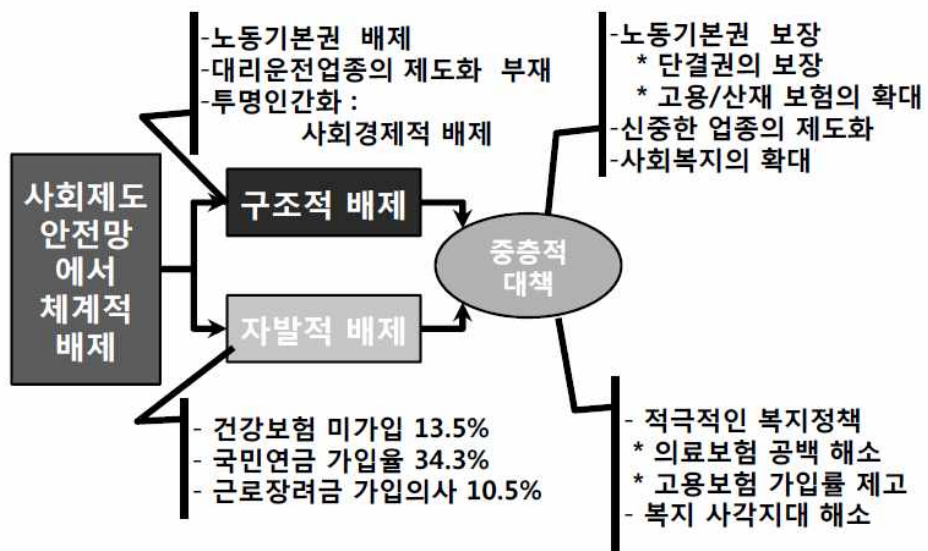 -노동기본권 배제
-대리운전업종의 제도화 부재
-투명인간화 :
사회경제적 배제
-노동기본권 보장
* 단결권의 보장
* 고용/산재 보험의 확대
-신중한 업종의 제도화
-사회복지의 확대
사회제도
안전망
에서
체계적
배제
구조적 배제
자발적 배제
중층적
대책
- 건강보험 미가입 13.5%
- 국민연금 가입율 34.3%
- 근로장려금 가입의사 10.5%
- 적극적인 복지정책
* 의료보험 공백 해소
* 고용보험 가입률 제고
- 복지 사각지대 해소